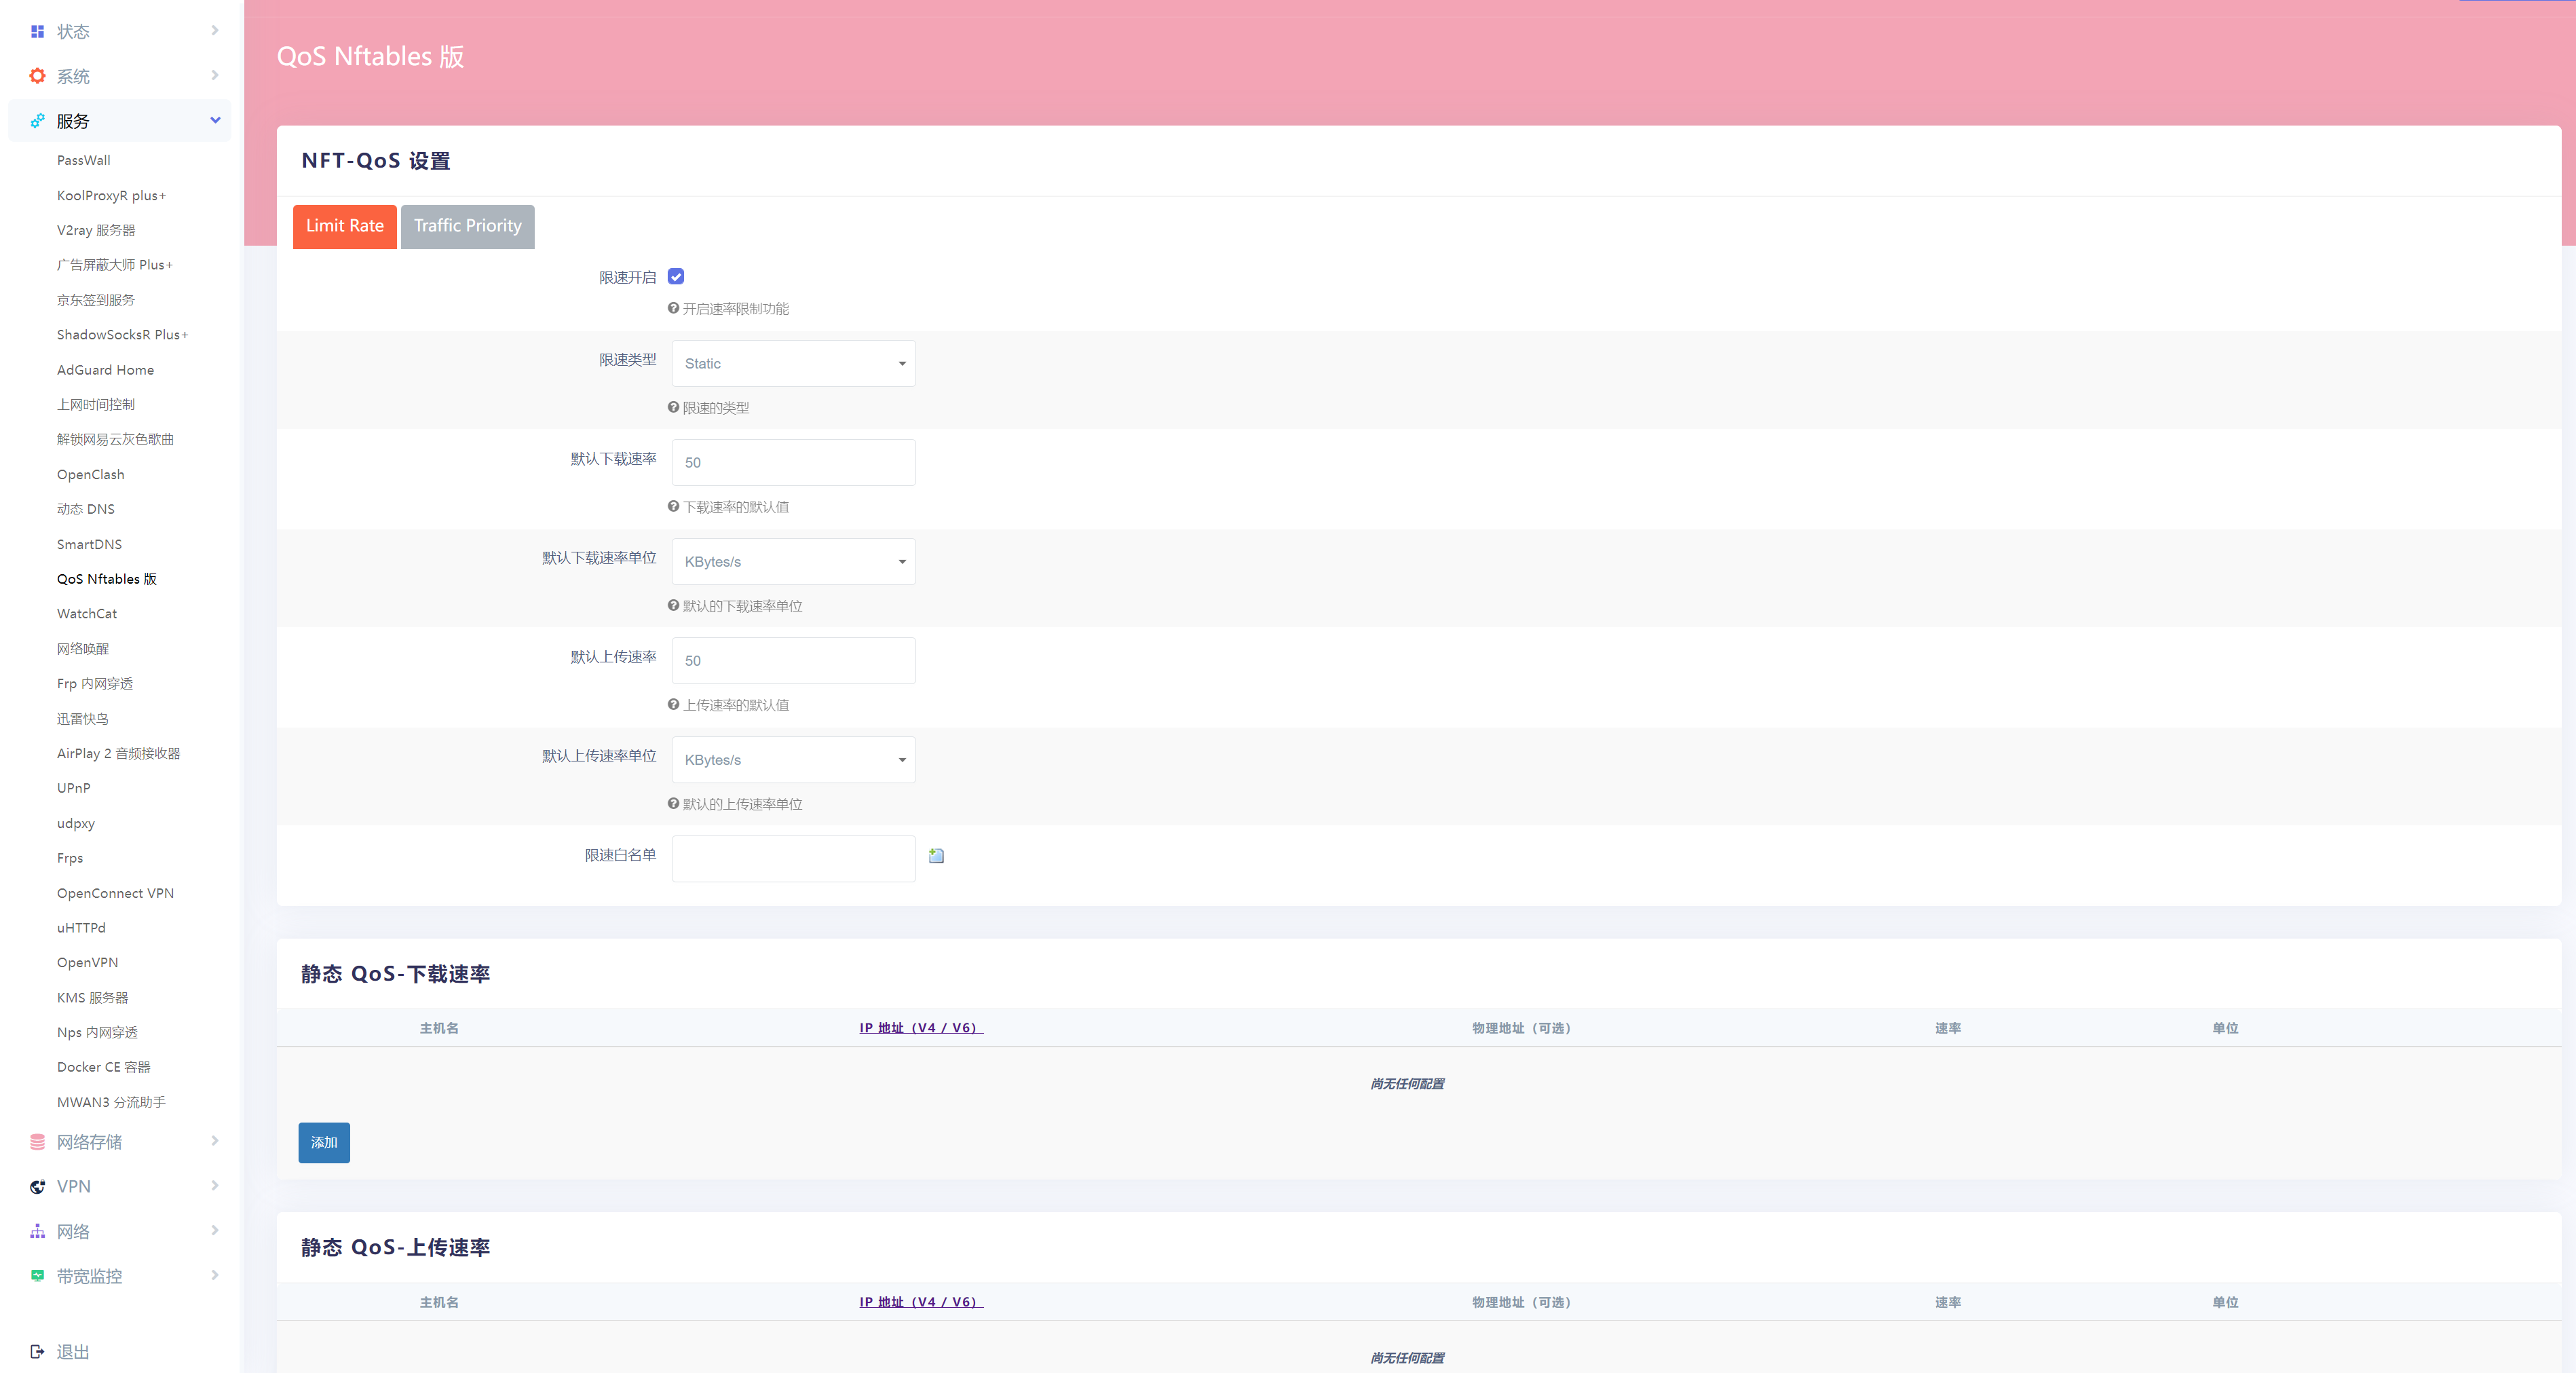 状态
系统
服务
PassWall
KoolProxyR plus+
V2ray 服务器
广告屏蔽大师 Plus+
京东签到服务
ShadowSocksR Plus+
AdGuard Home
上网时间控制
解锁网易云灰色歌曲
OpenClash
动态 DNS
SmartDNS
QoS Nftables 版
WatchCat
网络唤醒
Frp 内网穿透
迅雷快鸟
AirPlay 2 音频接收器
UPnP
udpxy
Frps
OpenConnect VPN
uHTTPd
OpenVPN
KMS 服务器
Nps 内网穿透
Docker CE 容器
MWAN3 分流助手
网络存储
VPN
网络
带宽监控
退出
QoS Nftables 版
NFT-QoS 设置
Limit Rate Traffic Priority
限速开启
开启速率限制功能
限速类型 Static
限速的类型
默认下载速率 50
下载速率的默认值
默认下载速率单位 KBytes/s
默认的下载速率单位
默认上传速率 50
上传速率的默认值
默认上传速率单位 KBytes/s
默认的上传速率单位
限速白名单
静态 QoS-下载速率
主机名 IP 地址（V4 / V6） 物理地址（可选） 速率 单位
尚无任何配置
添加
静态 QoS-上传速率
主机名 IP 地址（V4 / V6） 物理地址（可选） 速率 单位
尚无任何配置